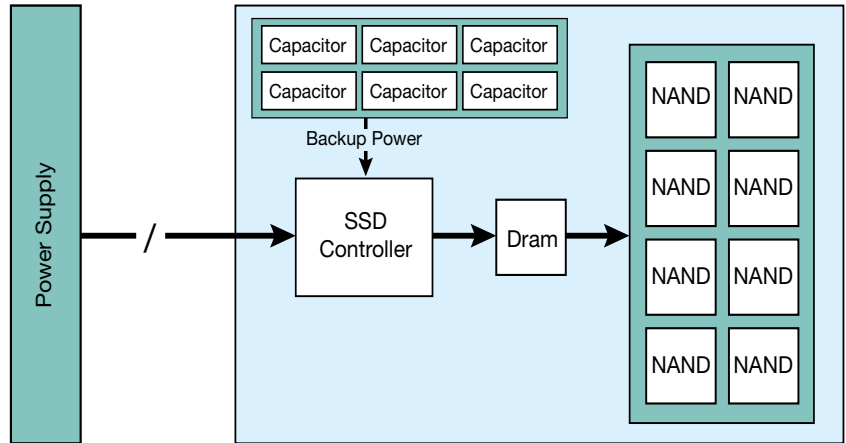 Power Supply
/
Capacitor Capacitor Capacitor
Capacitor Capacitor Capacitor
Backup Power
SSD
Controller
Dram
NAND NAND
NAND NAND
NAND NAND
NAND NAND